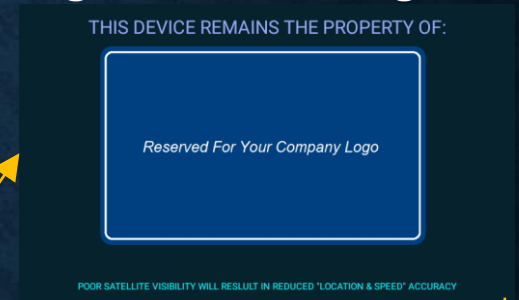 THIS DEVICE REMAINS THE PROPERTY OF:
Reserved For Your Company Logo
POOR SATELLITE VISIBILITY WILL RESLULT IN REDUCED "LOCATION & SPEED" ACCURACY